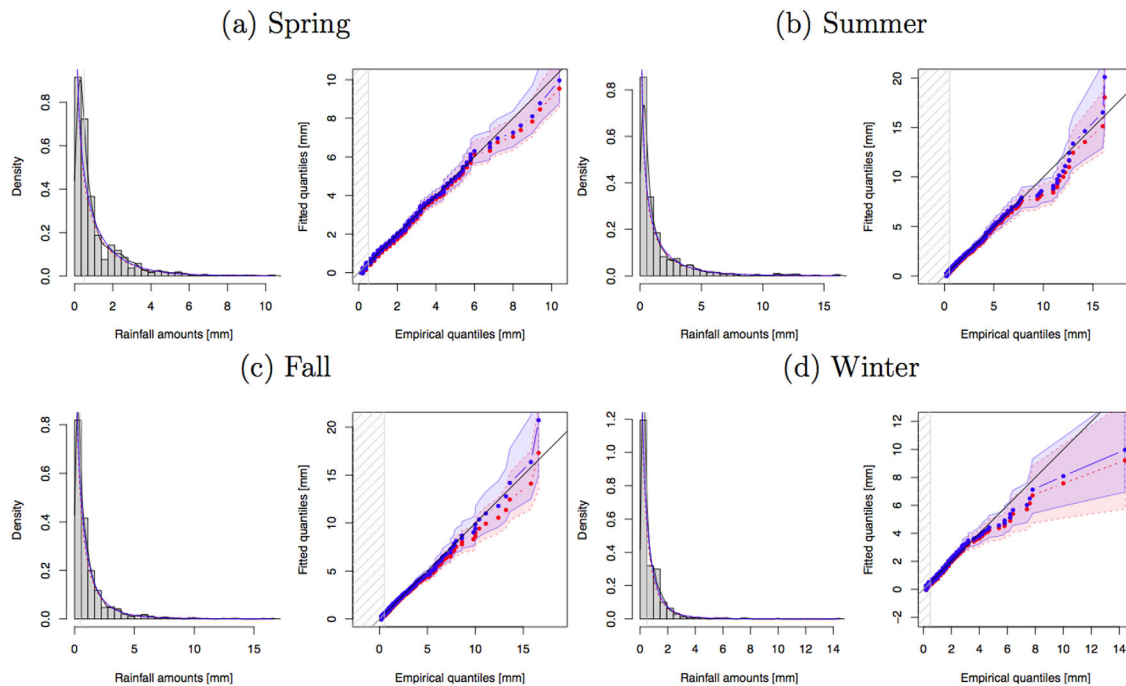 (a) Spring
(b) Summer
Density
0.0 0.2 0.4 0.6 0.8
0 2 4 6 8 10
Rainfall amounts [mm]
Fitted quantiles [mm]
0 2 4 6 8 10
0 2 4 6 8 10
Empirical quantiles [mm]
Density
0.0 0.2 0.4 0.6 0.8
0 5 10 15
Rainfall amounts [mm]
Fitted quantiles [mm]
0 5 10 15 20
0 5 10 15
Empirical quantiles [mm]
(c) Fall
(d) Winter
Density
0.0 0.2 0.4 0.6 0.8
0 5 10 15
Rainfall amounts [mm]
Fitted quantiles [mm]
0 5 10 15 20
0 5 10 15
Empirical quantiles [mm]
Density
0.0 0.2 0.4 0.6 0.8 1.0 1.2
0 2 4 6 8 10 12 14
Rainfall amounts [mm]
Fitted quantiles [mm]
-2 0 2 4 6 8 10 12
0 2 4 6 8 10 12 14
Empirical quantiles [mm]